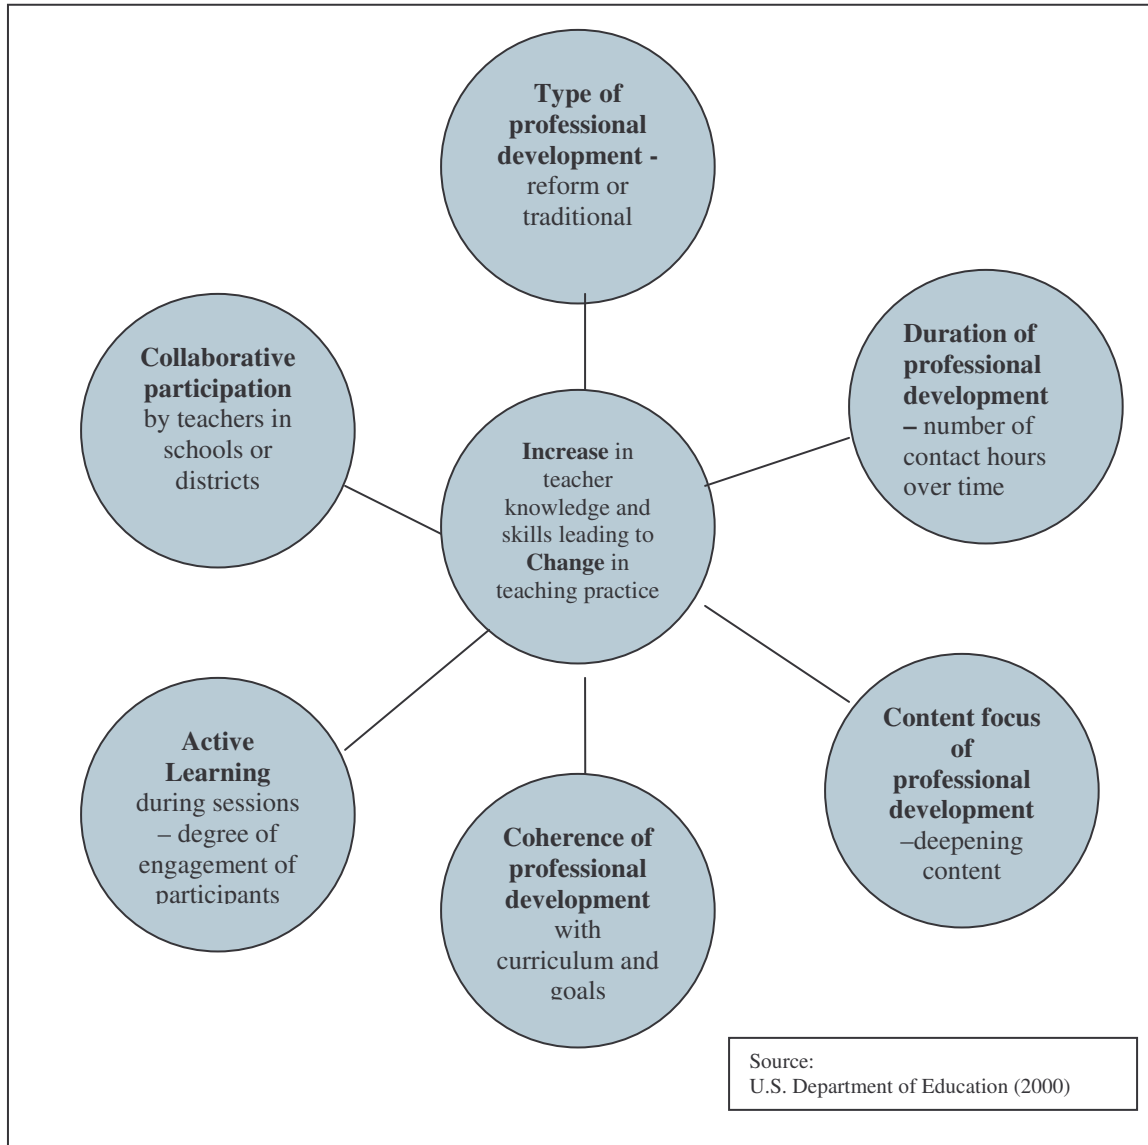 Type of
professional
development -
reform or
traditional
Duration of
professional
development
– number of
contact hours
over time
Collaborative
participation
by teachers in
schools or
districts
Increase in
teacher
knowledge and
skills leading to
Change in
teaching practice
Content focus
of
professional
development
–deepening
content
Active
Learning
during sessions
– degree of
engagement of
participants
Coherence of
professional
development
with
curriculum and
goals
Source:
U.S. Department of Education (2000)